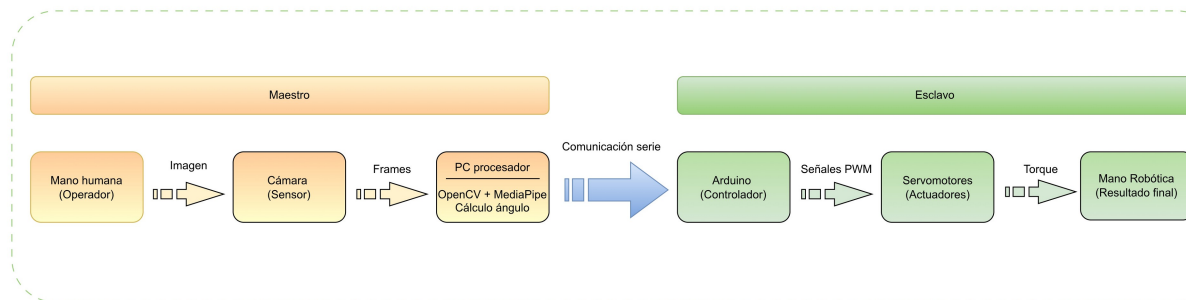 Maestro
Esclavo
Mano humana
(Operador)
Imagen
Cámara
(Sensor)
Frames
PC procesador
OpenCV + MediaPipe
Cálculo ángulo
Comunicación serie
Arduino
(Controlador)
Señales PWM
Servomotores
(Actuadores)
Torque
Mano Robótica
(Resultado final)